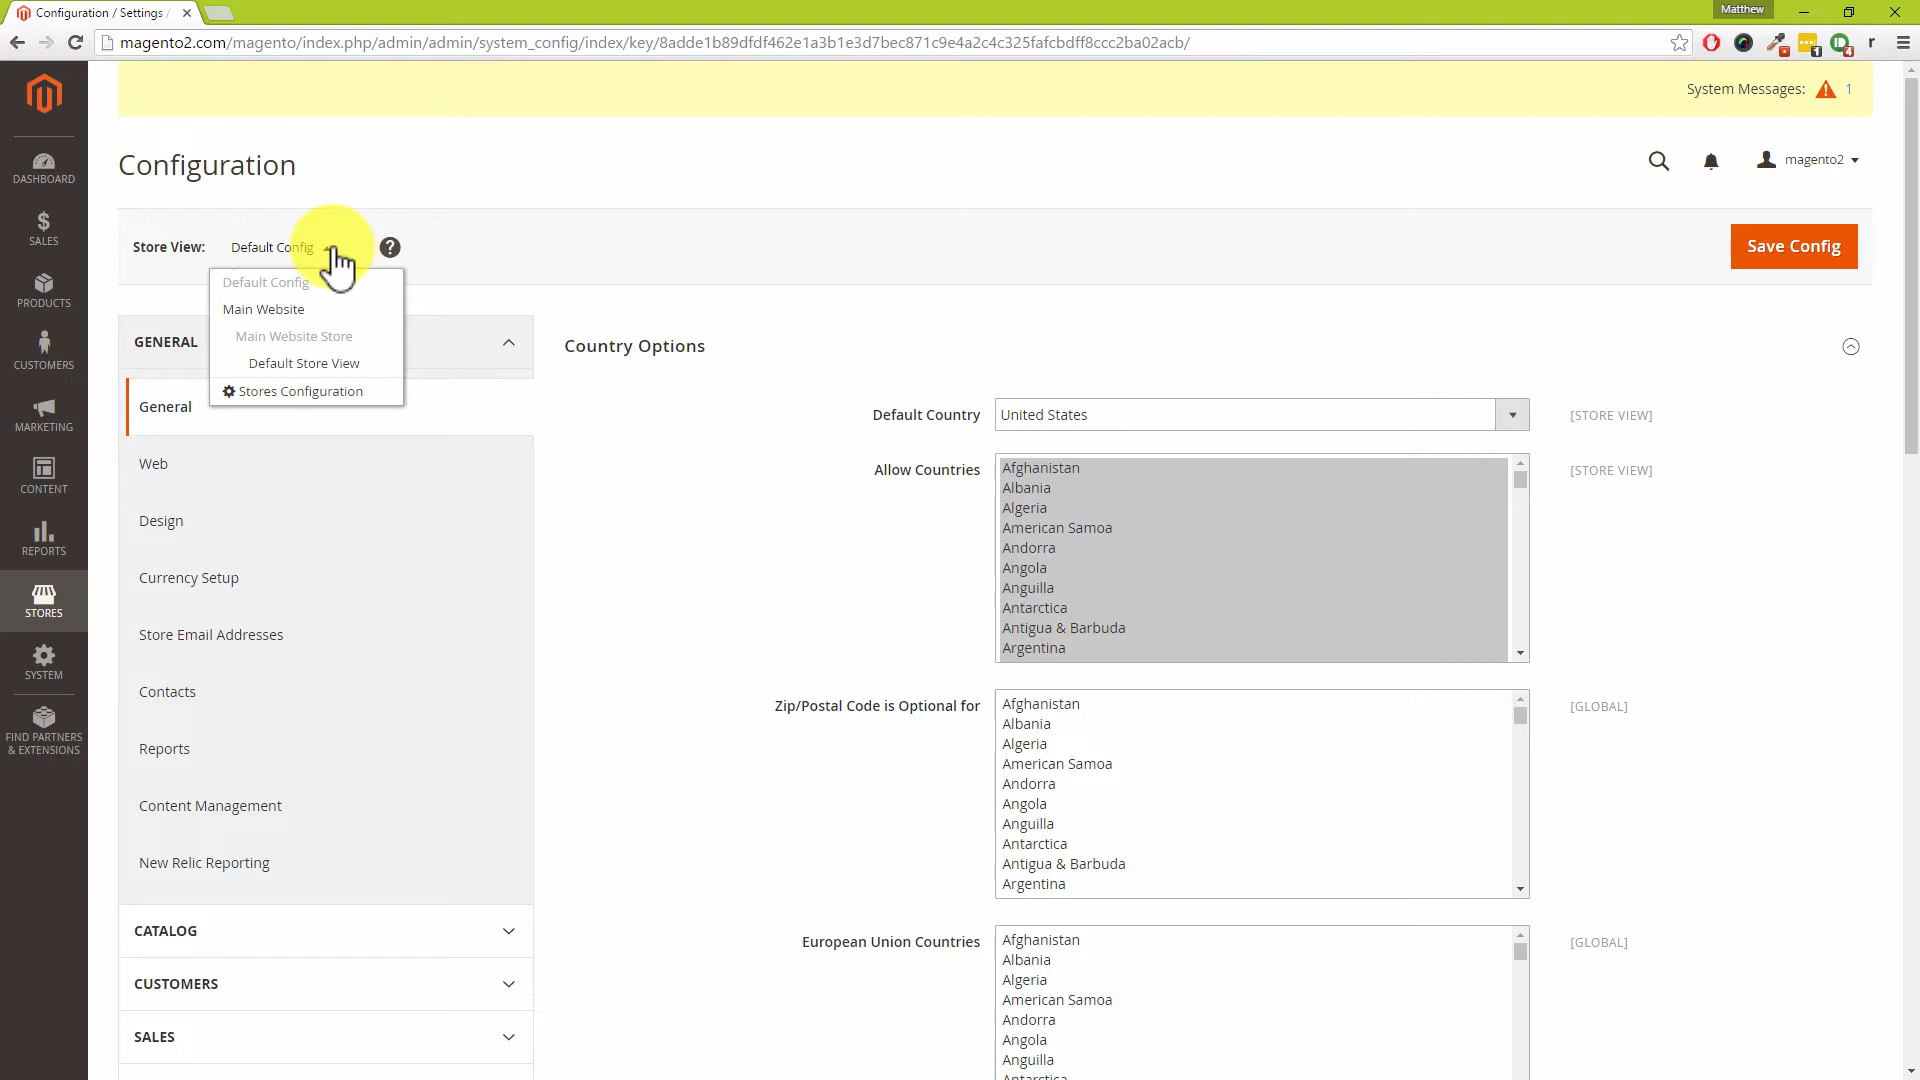 Configuration / Settings /
Matthew
magento2.com/magento/index.php/admin/admin/system_config/index/key/8adde1b89dfdf462e1a3b1e3d7bec871c9e4a2c4c325fafcbdff8ccc2ba02acb/
1
4
r
System Messages: 1
Configuration
magento2
DASHBOARD
SALES
PRODUCTS
CUSTOMERS
MARKETING
CONTENT
REPORTS
STORES
SYSTEM
FIND PARTNERS
& EXTENSIONS
Store View: Default Config ?
Save Config
Default Config
Main Website
Main Website Store
Default Store View
Stores Configuration
GENERAL
General
Web
Design
Currency Setup
Store Email Addresses
Contacts
Reports
Content Management
New Relic Reporting
CATALOG
CUSTOMERS
SALES
Country Options
Default Country United States [STORE VIEW]
Allow Countries [STORE VIEW]
Afghanistan
Albania
Algeria
American Samoa
Andorra
Angola
Anguilla
Antarctica
Antigua & Barbuda
Argentina
Zip/Postal Code is Optional for [GLOBAL]
Afghanistan
Albania
Algeria
American Samoa
Andorra
Angola
Anguilla
Antarctica
Antigua & Barbuda
Argentina
European Union Countries [GLOBAL]
Afghanistan
Albania
Algeria
American Samoa
Andorra
Angola
Anguilla
Antarctica